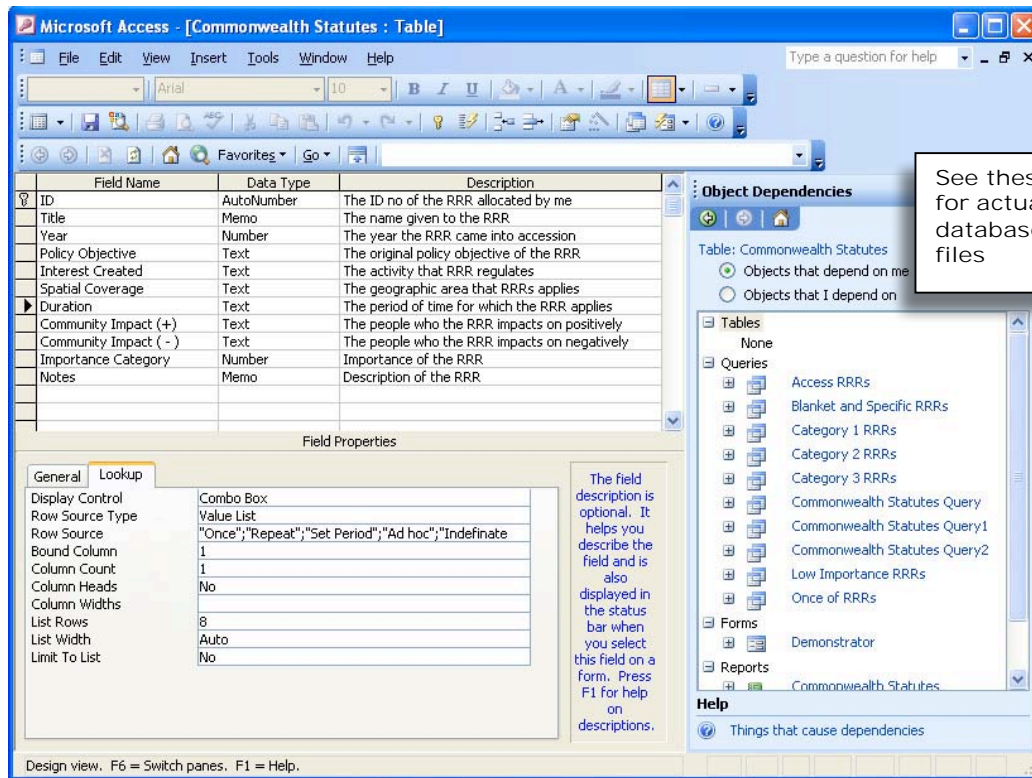 Microsoft Access - [Commonwealth Statutes : Table]
File Edit View Insert Tools Window Help
Type a question for help
Arial 10 B I U A
Favorites Go
Field Name Data Type Description
ID AutoNumber The ID no of the RRR allocated by me
Title Memo The name given to the RRR
Year Number The year the RRR came into accession
Policy Objective Text The original policy objective of the RRR
Interest Created Text The activity that RRR regulates
Spatial Coverage Text The geographic area that RRRs applies
Duration Text The period of time for which the RRR applies
Community Impact (+) Text The people who the RRR impacts on positively
Community Impact ( - ) Text The people who the RRR impacts on negatively
Importance Category Number Importance of the RRR
Notes Memo Description of the RRR
Field Properties
General Lookup
Display Control Combo Box
Row Source Type Value List
Row Source "Once";"Repeat";"Set Period";"Ad hoc";"Indefinate
Bound Column 1
Column Count 1
Column Heads No
Column Widths
List Rows 8
List Width Auto
Limit To List No
The field
description is
optional. It
helps you
describe the
field and is
also
displayed in
the status
bar when
you select
this field on a
form. Press
F1 for help
on
descriptions.
Object Dependencies
Table: Commonwealth Statutes
Objects that depend on me
Objects that I depend on
Tables
None
Queries
Access RRRs
Blanket and Specific RRRs
Category 1 RRRs
Category 2 RRRs
Category 3 RRRs
Commonwealth Statutes Query
Commonwealth Statutes Query1
Commonwealth Statutes Query2
Low Importance RRRs
Once of RRRs
Forms
Demonstrator
Reports
Commonwealth Statutes
Help
Things that cause dependencies
See thes
for actua
database
files
Design view. F6 = Switch panes. F1 = Help.